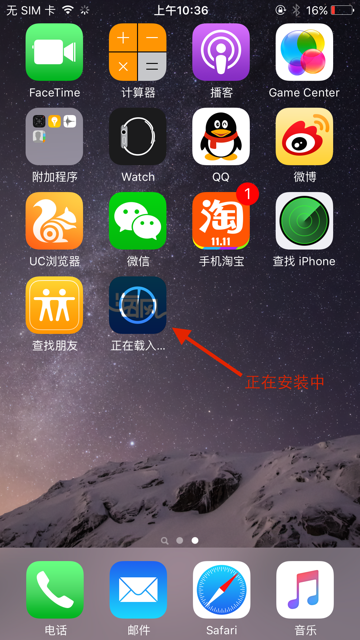 无 SIM 卡
上午10:36
16%
FaceTime
计算器
播客
Game Center
附加程序
Watch
QQ
微博
UC浏览器
微信
淘
11.11
1
手机淘宝
查找 iPhone
查找朋友
正在载入...
正在安装中
电话
邮件
Safari
音乐